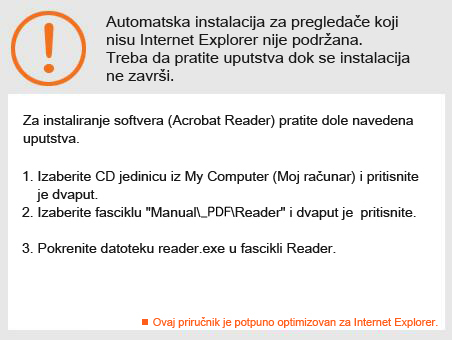 Automatska instalacija za pregledače koji
nisu Internet Explorer nije podržana.
Treba da pratite uputstva dok se instalacija
ne završi.
Za instaliranje softvera (Acrobat Reader) pratite dole navedena
uputstva.
1. Izaberite CD jedinicu iz My Computer (Moj računar) i pritisnite
je dvaput.
2. Izaberite fasciklu "Manual\_PDF\Reader" i dvaput je pritisnite.
3. Pokrenite datoteku reader.exe u fascikli Reader.
Ovaj priručnik je potpuno optimizovan za Internet Explorer.